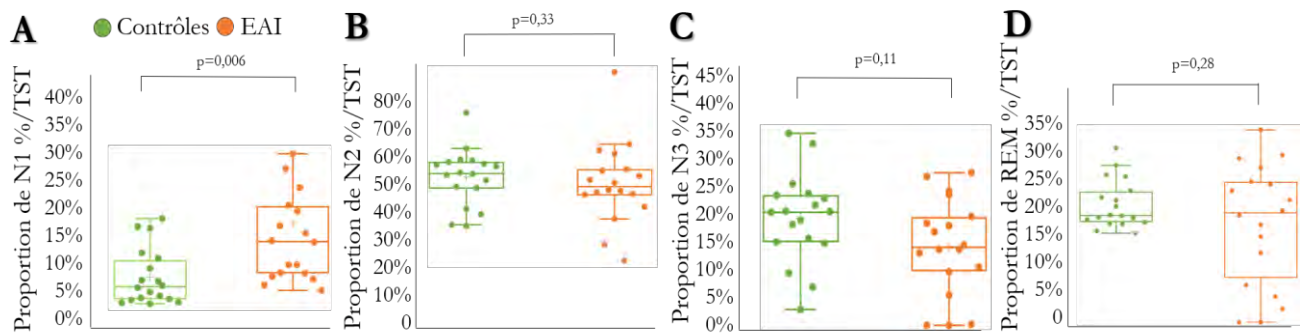 A
Contrôles
EAI
Proportion de N1 %/TST
p=0,006
40%
35%
30%
25%
20%
15%
10%
5%
0%
B
Proportion de N2 %/TST
p=0,33
80%
70%
60%
50%
40%
30%
20%
10%
0
C
Proportion de N3 %/TST
p=0,11
45%
40%
35%
30%
25%
20%
15%
10%
5%
0%
D
Proportion de REM %/TST
p=0,28
35%
30%
25%
20%
15%
10%
5%
0